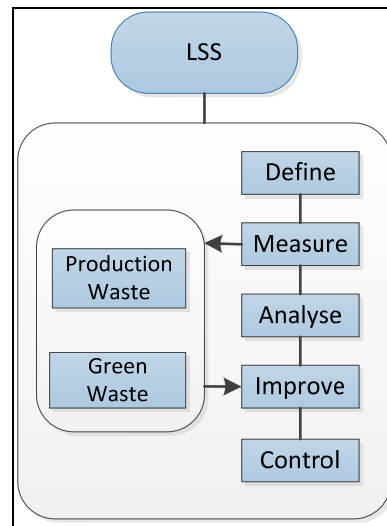 LSS
Define
Measure
Production
Waste
Analyse
Green
Waste
Improve
Control